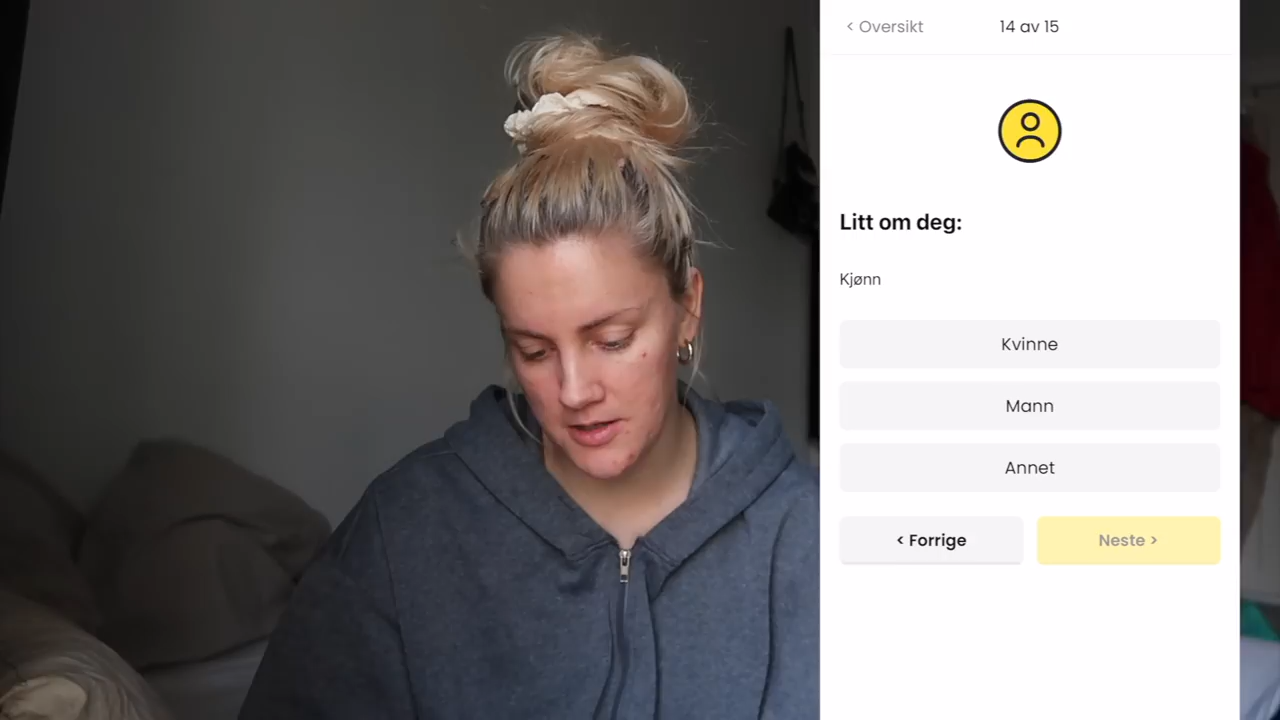 < Oversikt
14 av 15
Litt om deg:
Kjønn
Kvinne
Mann
Annet
< Forrige
Neste >